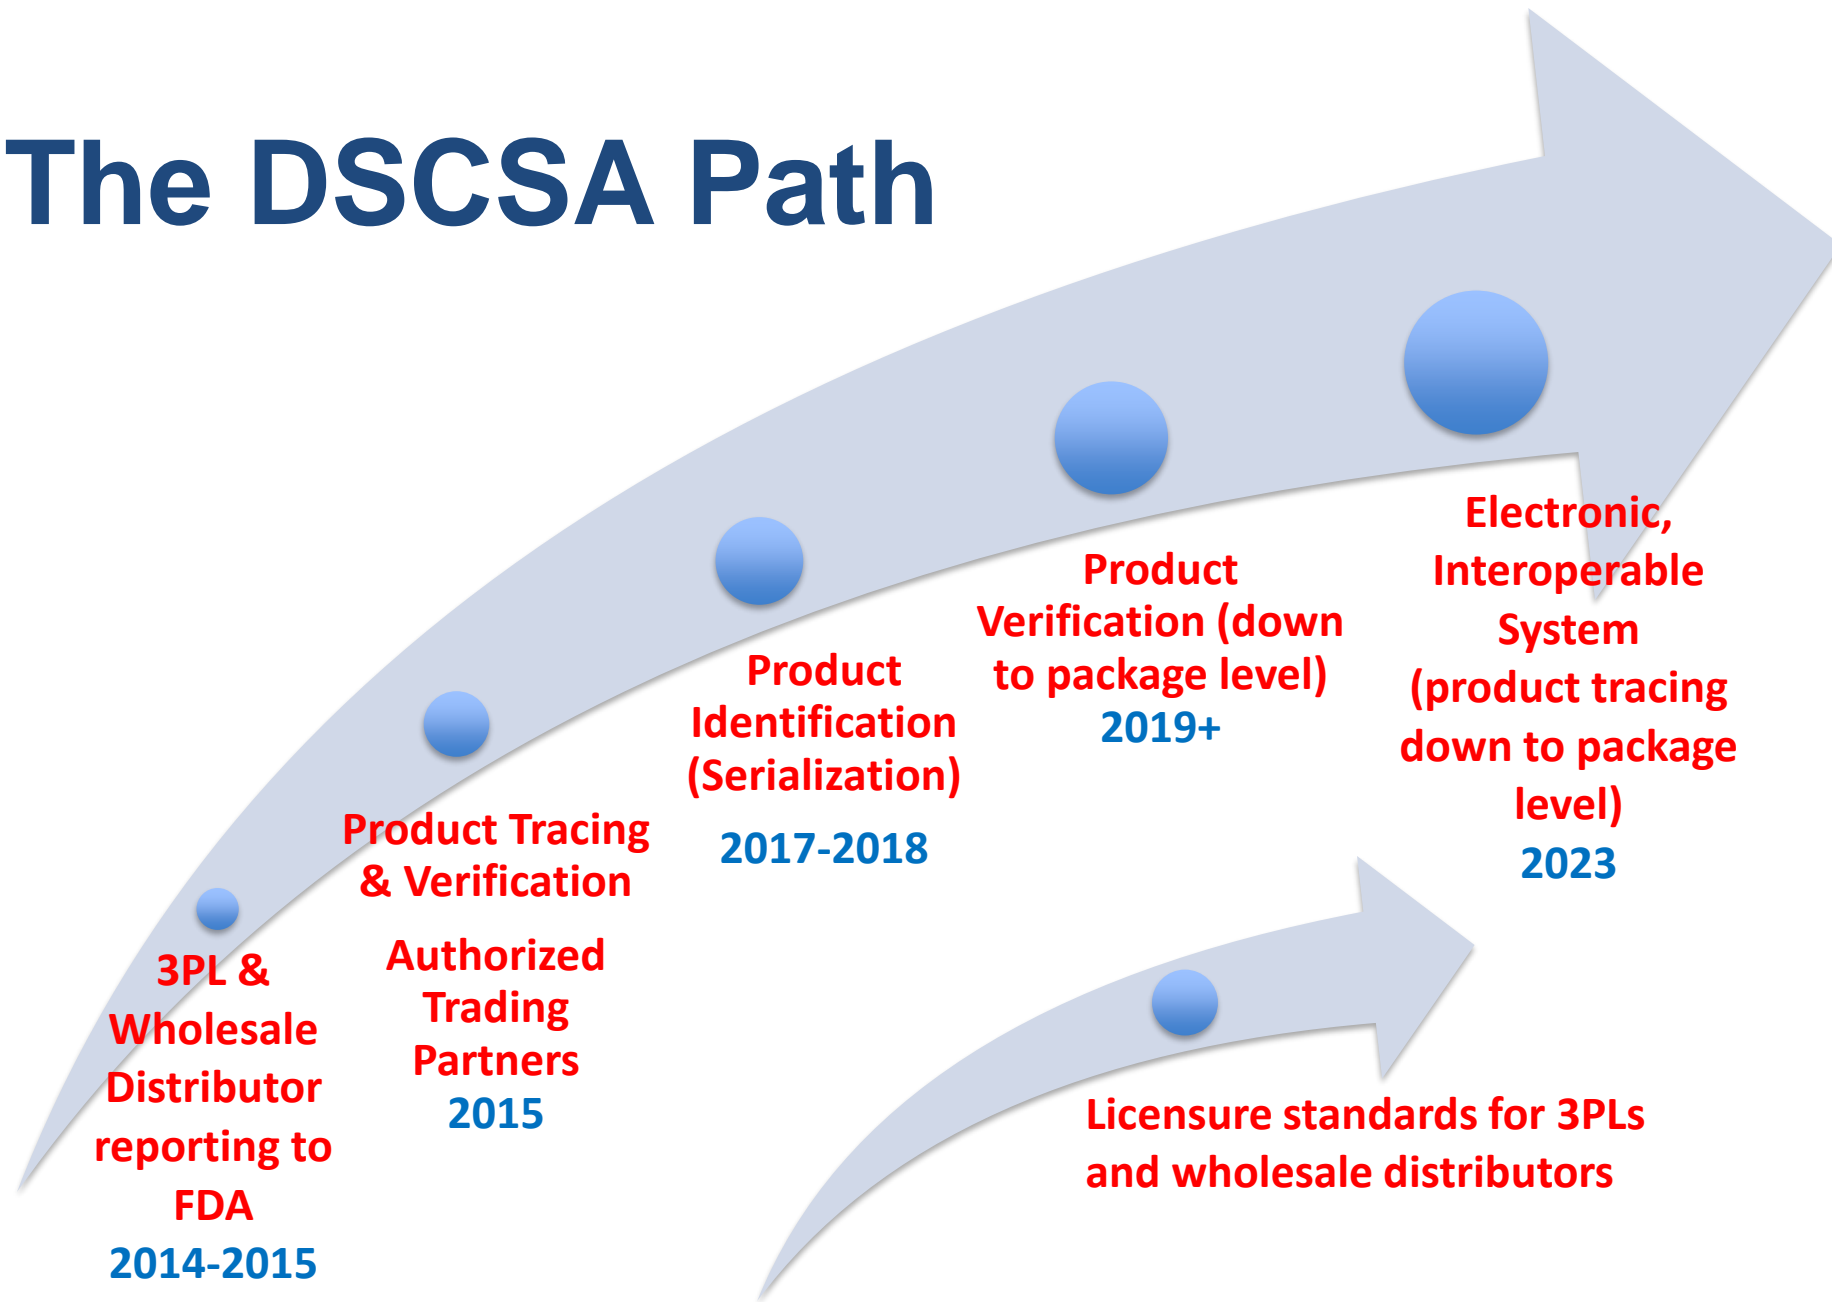 The DSCSA Path
3PL &
Wholesale
Distributor
reporting to
FDA
2014-2015
Product Tracing
& Verification
Authorized
Trading
Partners
2015
Product
Identification
(Serialization)
2017-2018
Product
Verification (down
to package level)
2019+
Electronic,
Interoperable
System
(product tracing
down to package
level)
2023
Licensure standards for 3PLs
and wholesale distributors